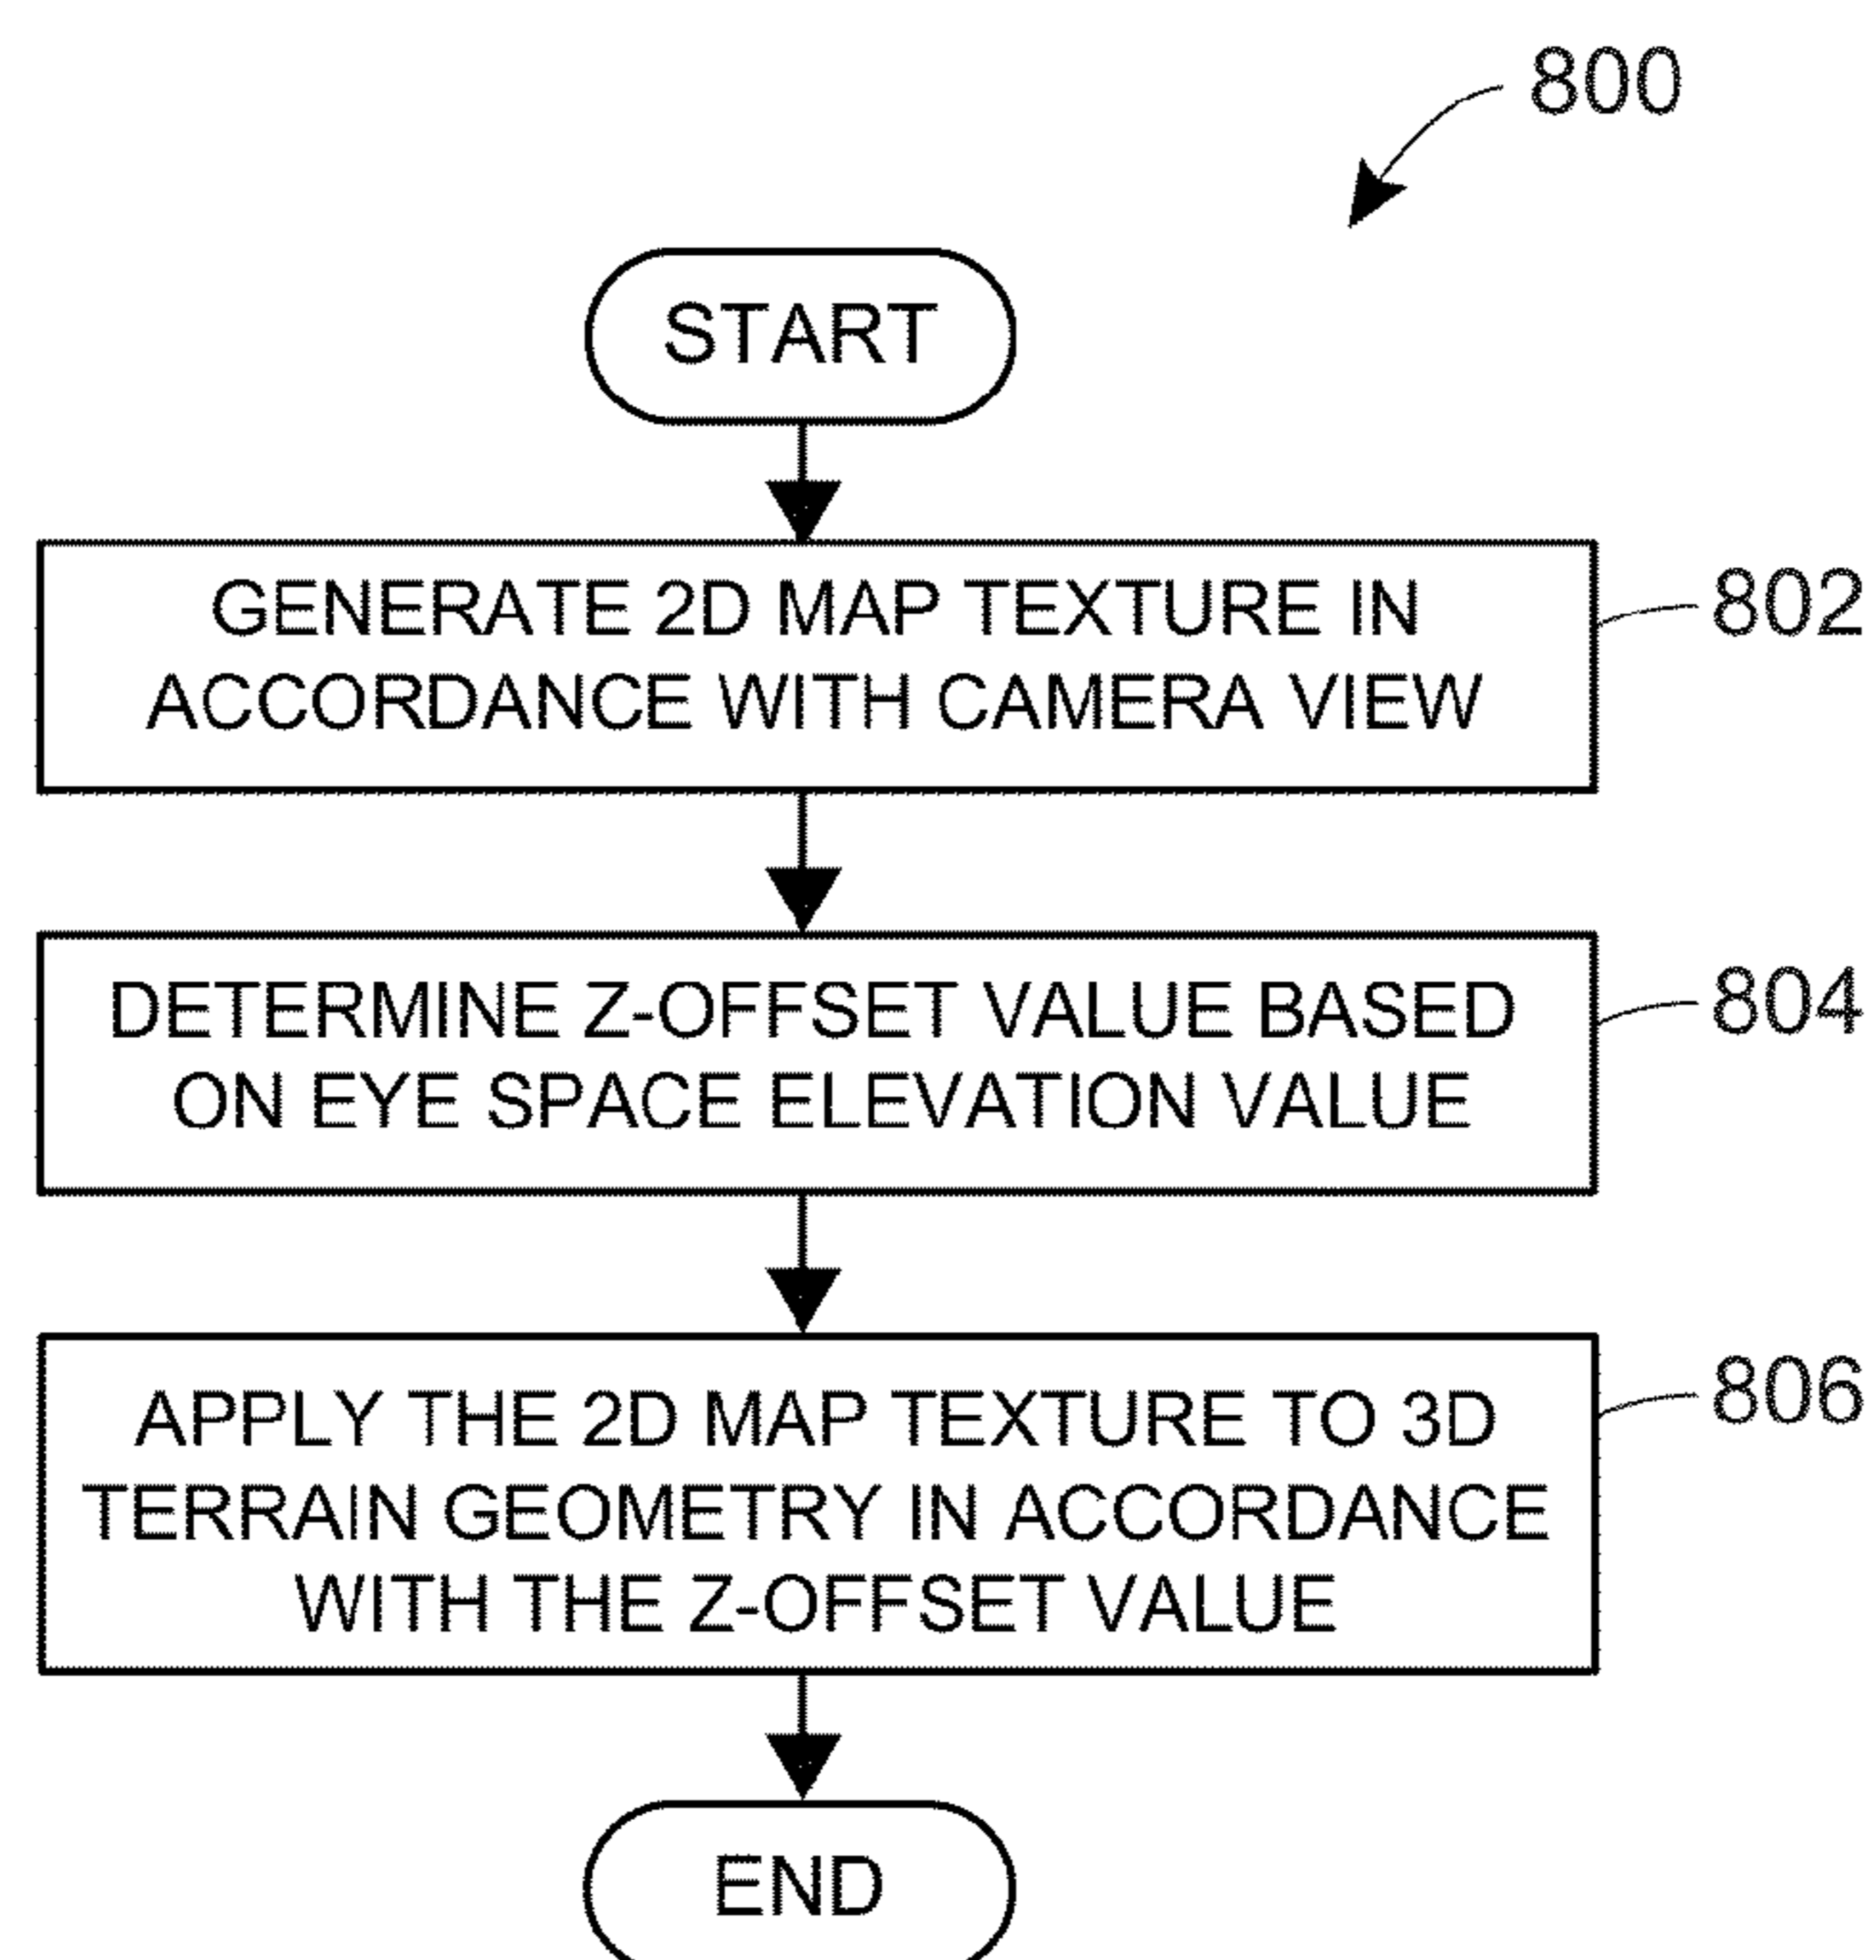 800
START
GENERATE 2D MAP TEXTURE IN
ACCORDANCE WITH CAMERA VIEW
802
DETERMINE Z-OFFSET VALUE BASED
ON EYE SPACE ELEVATION VALUE
804
APPLY THE 2D MAP TEXTURE TO 3D
TERRAIN GEOMETRY IN ACCORDANCE
WITH THE Z-OFFSET VALUE
806
END